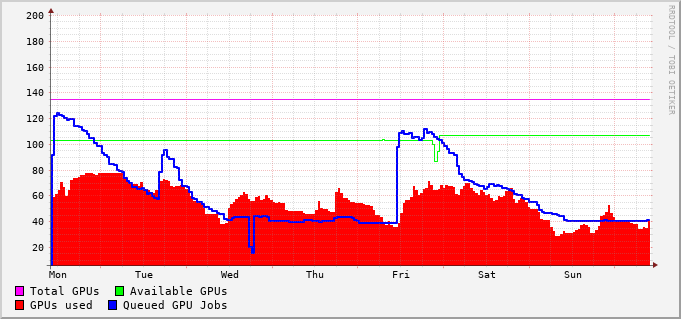 200
180
160
140
120
100
80
60
40
20
Mon Tue Wed Thu Fri Sat Sun
Total GPUs Available GPUs
GPUs used Queued GPU Jobs
RRDTOOL / TOBI OETIKER